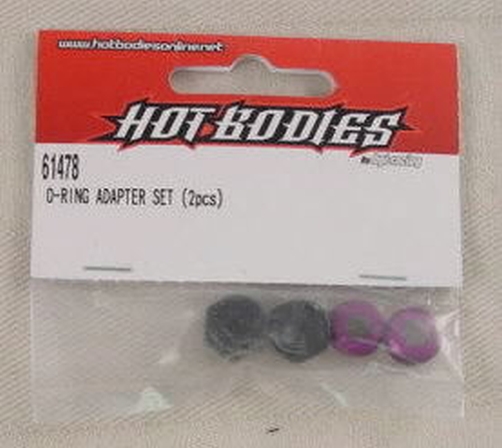 www.hotbodiesonline.net
HOT BODIES
61478
O-RING ADAPTER SET (2pcs)